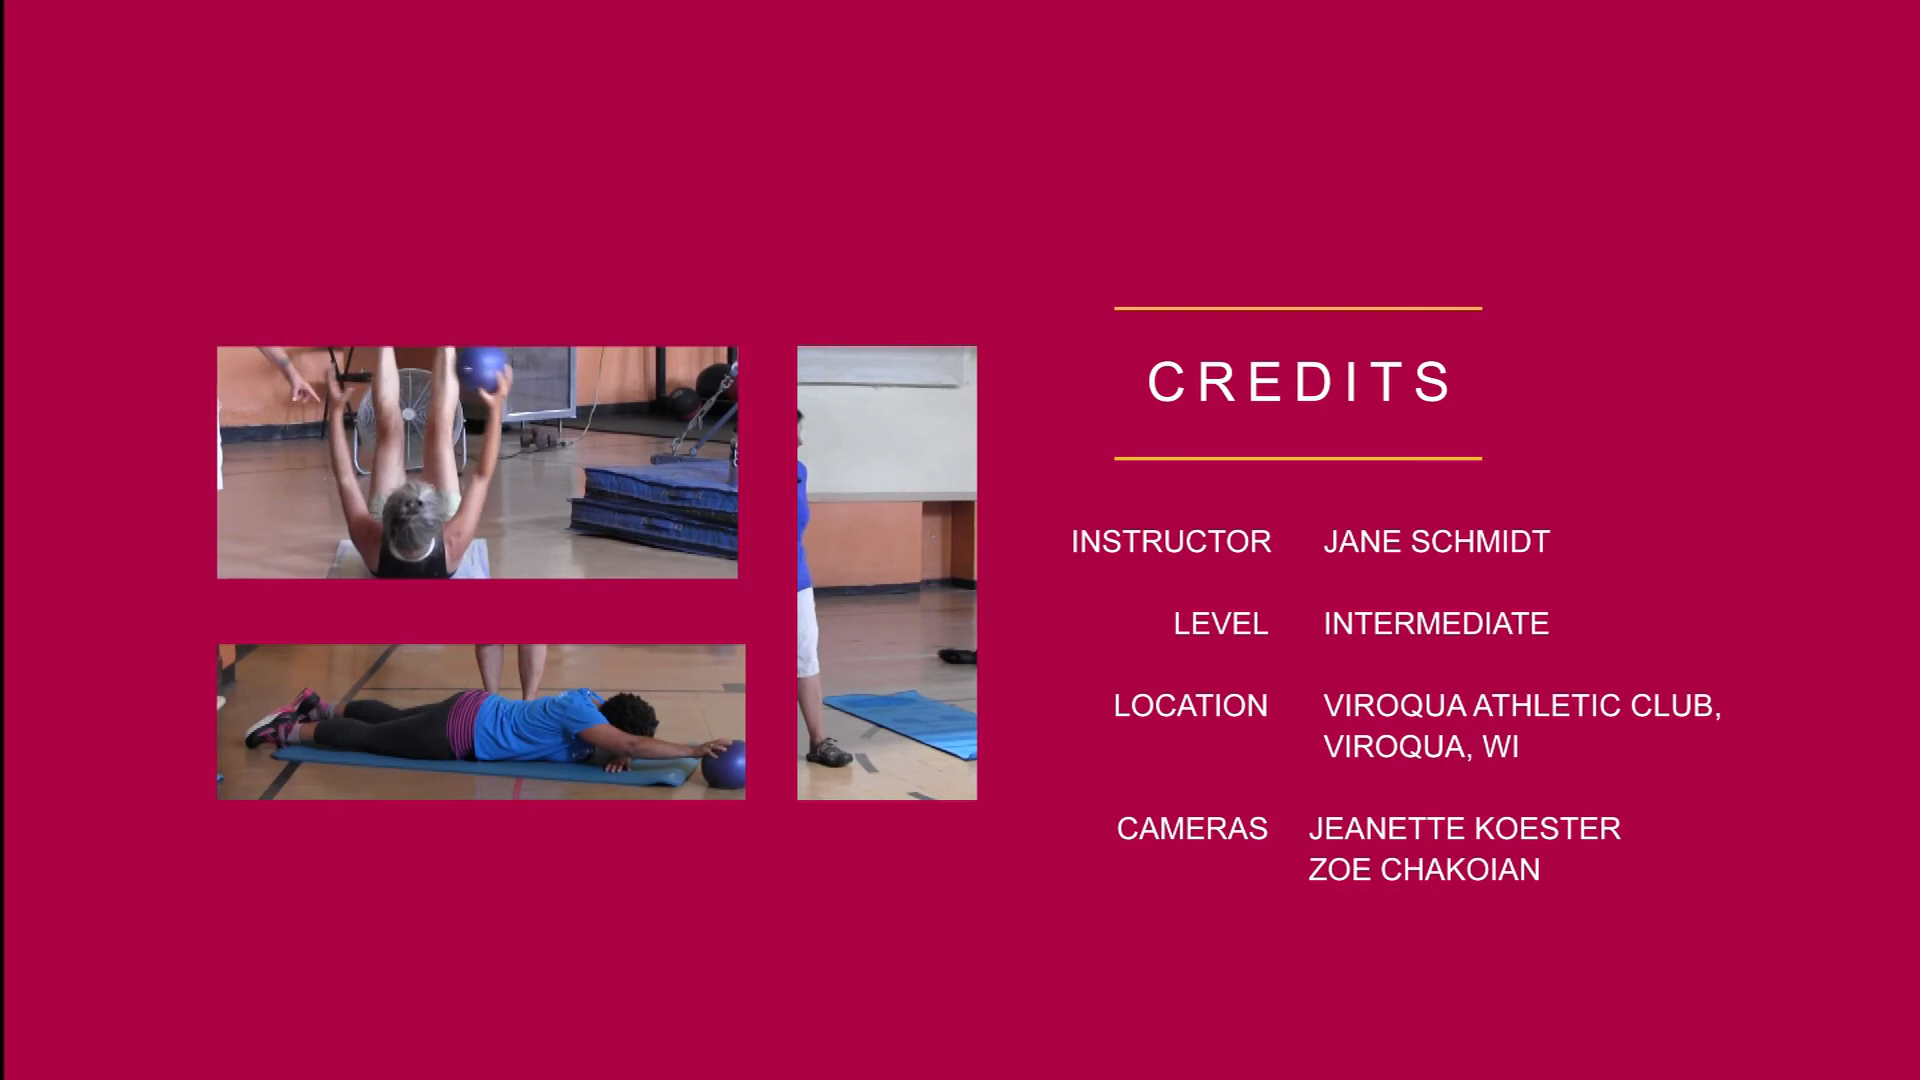 CREDITS
INSTRUCTOR JANE SCHMIDT
LEVEL INTERMEDIATE
LOCATION VIROQUA ATHLETIC CLUB,
VIROQUA, WI
CAMERAS JEANETTE KOESTER
ZOE CHAKOIAN